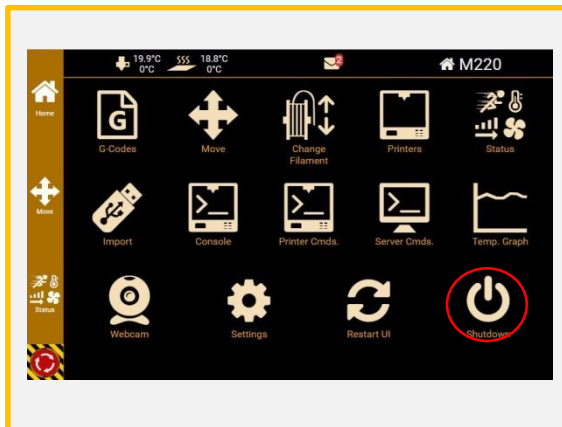 19.9°C
0°C
18.8°C
0°C
2
M220
Home
G
G-Codes
Move
Change
Filament
Printers
Status
Move
>_
>_
>_
Import
Console
Printer Cmds.
Server Cmds.
Temp. Graph
Status
Webcam
Settings
Restart UI
Shutdown